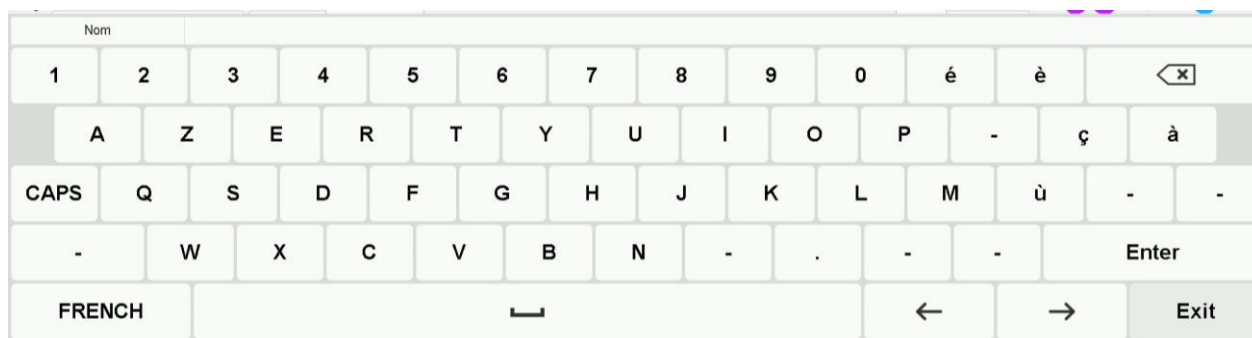 Nom
1 2 3 4 5 6 7 8 9 0 é è
A Z E R T Y U I O P - ç à
CAPS Q S D F G H J K L M ù - -
- W X C V B N - . - - Enter
FRENCH ← → Exit